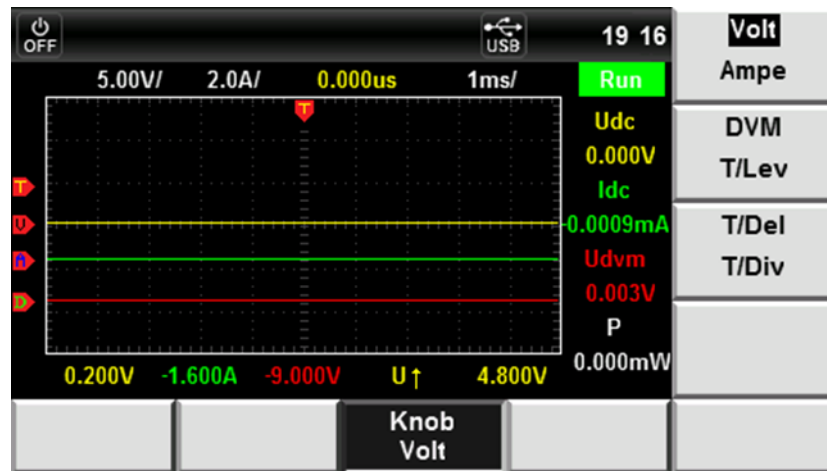 OFF
USB
19 16
5.00V/ 2.0A/ 0.000us 1ms/
Run
T
Udc
0.000V
Idc
-0.0009mA
Udvm
0.003V
P
0.000mW
T
V
A
D
0.200V -1.600A -9.000V U↑ 4.800V
Volt
Ampe
DVM
T/Lev
T/Del
T/Div
Knob
Volt